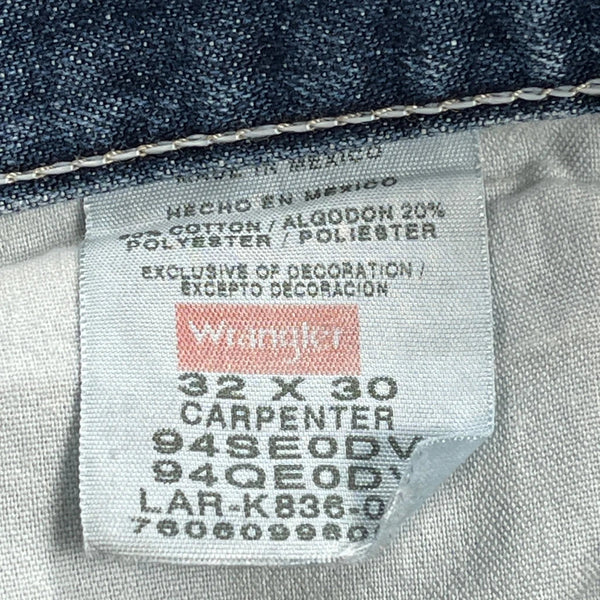 MADE IN MEXICO
HECHO EN MEXICO
COTTON / ALGODON 20%
POLYESTER / POLIESTER
EXCLUSIVE OF DECORATION /
EXCEPTO DECORACION
Wrangler
32 X 30
CARPENTER
94SE0DV
94QE0DV
LAR-K836-0